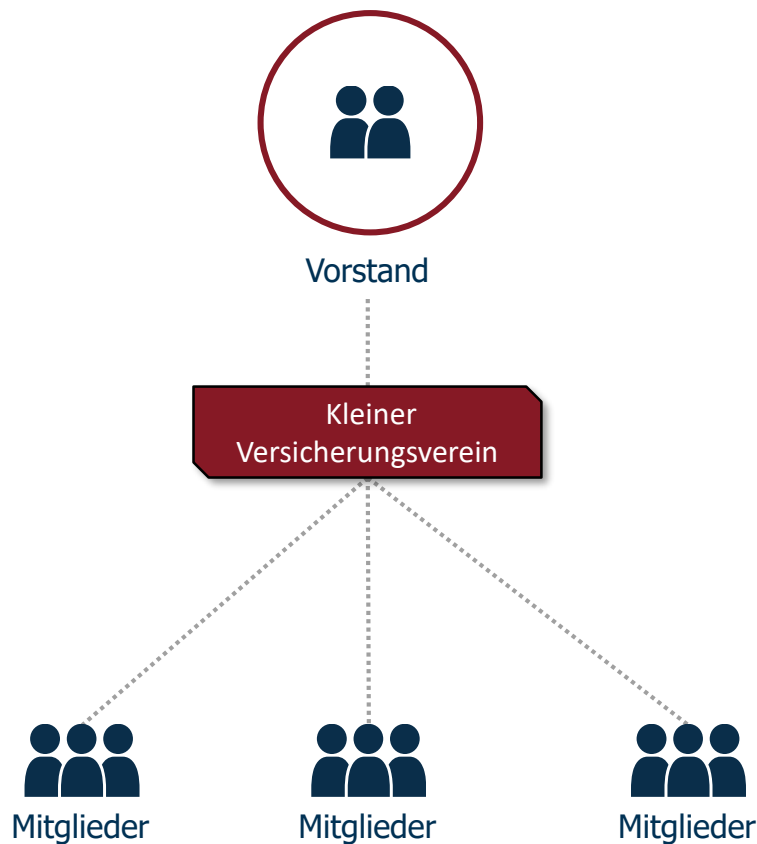 Vorstand
Kleiner
Versicherungsverein
Mitglieder
Mitglieder
Mitglieder